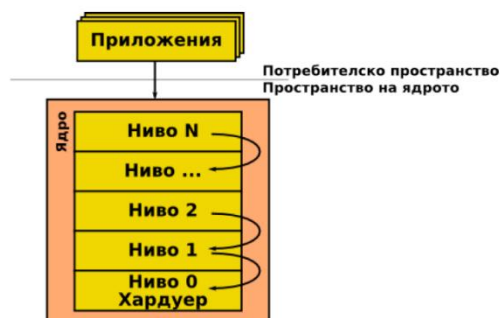 Приложения
Потребителско пространство
Пространство на ядрото
Ядро
Ниво N
Ниво ...
Ниво 2
Ниво 1
Ниво 0
Хардуер